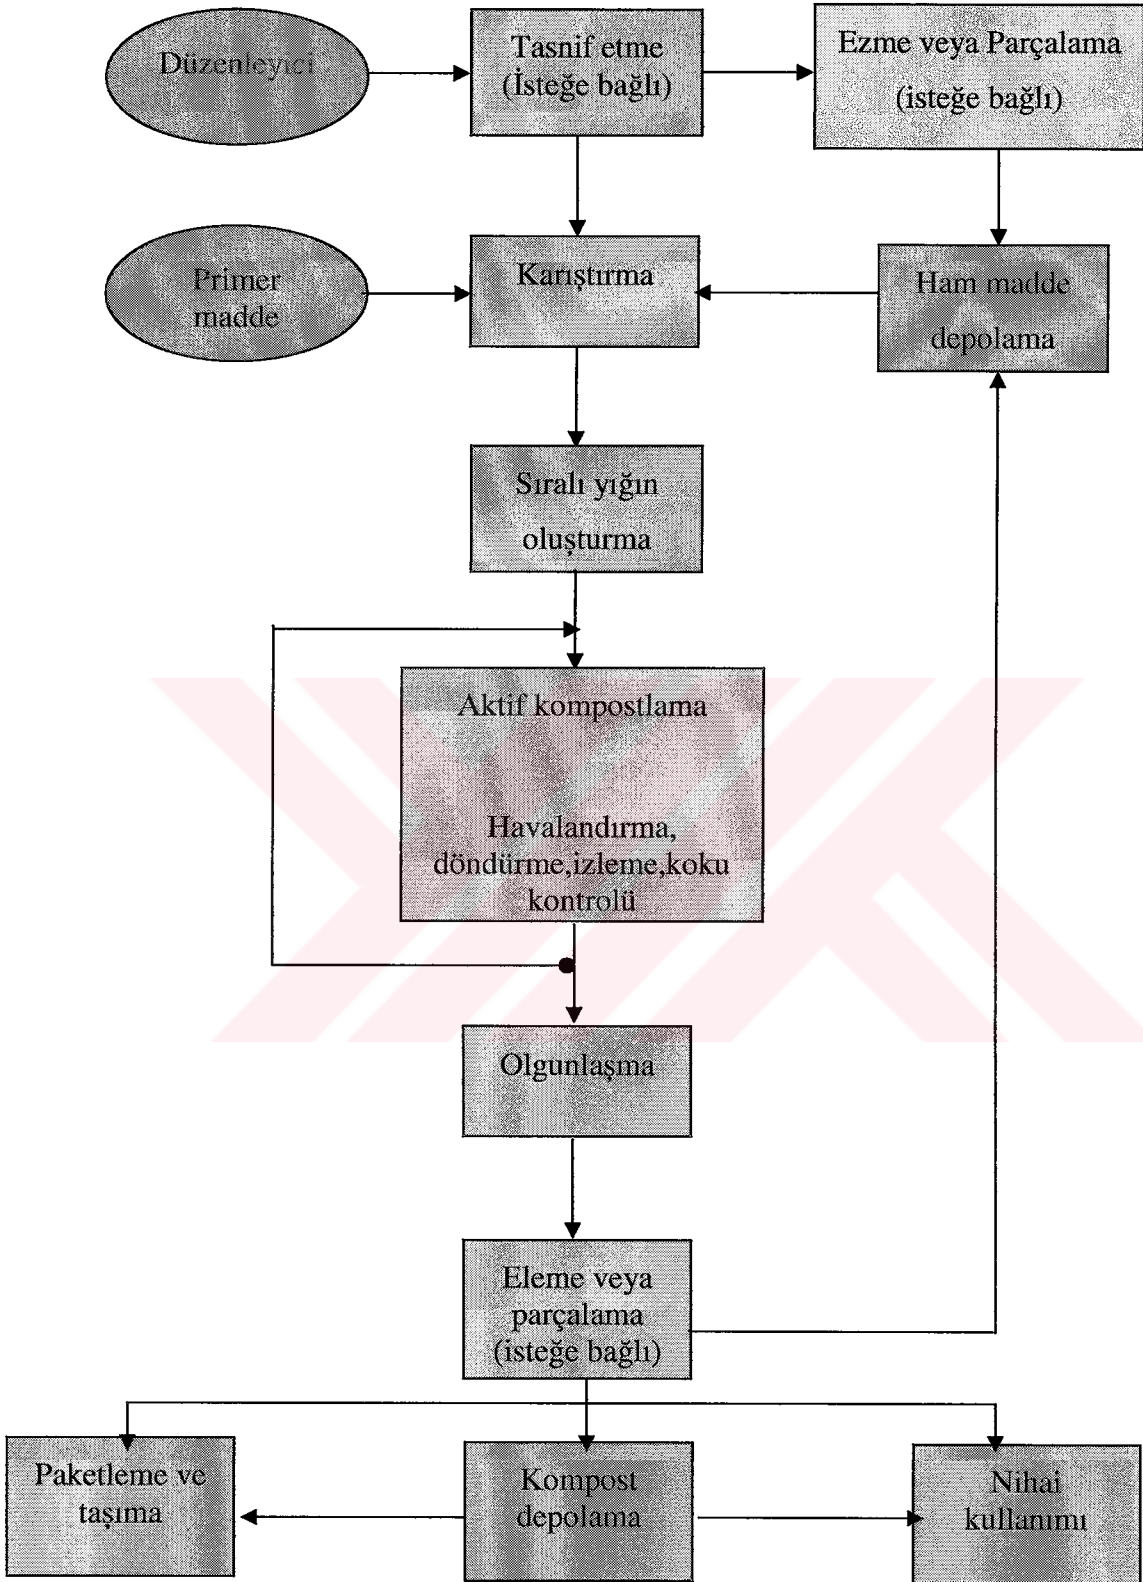 Düzenleyici
Tasnif etme
(İsteğe bağlı)
Ezme veya Parçalama
(isteğe bağlı)
Primer
madde
Karıştırma
Ham madde
depolama
Sıralı yığın
oluşturma
Aktif kompostlama
Havalandırma,
döndürme,izleme,koku
kontrolü
Olgunlaşma
Eleme veya
parçalama
(isteğe bağlı)
Paketleme ve
taşıma
Kompost
depolama
Nihai
kullanımı